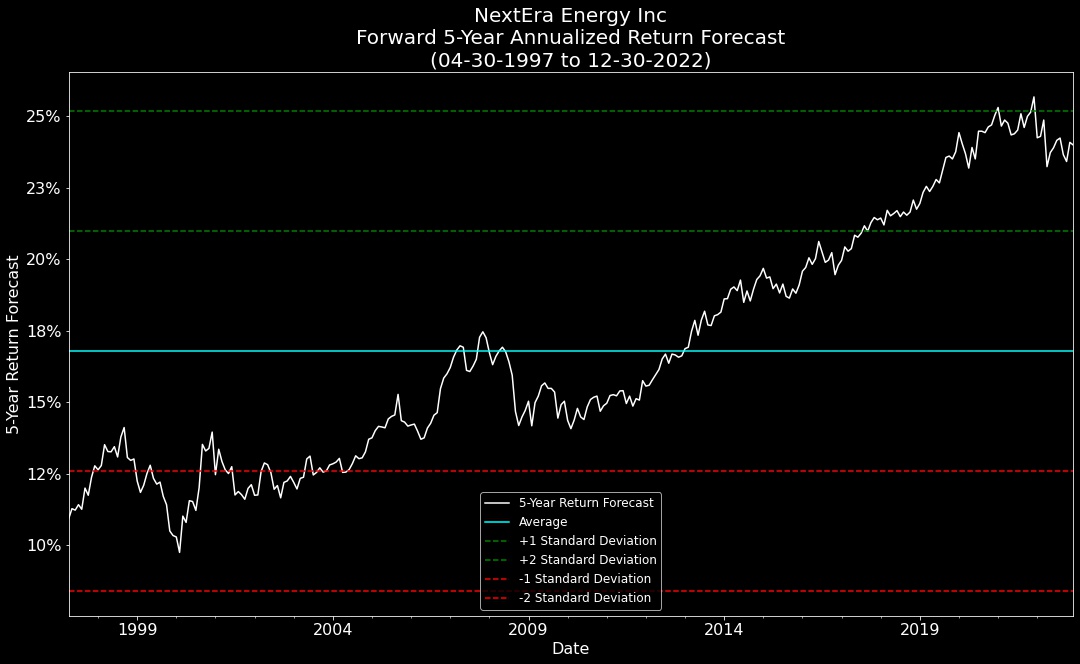 NextEra Energy Inc
Forward 5-Year Annualized Return Forecast
(04-30-1997 to 12-30-2022)
5-Year Return Forecast
25%
23%
20%
18%
15%
12%
10%
5-Year Return Forecast
Average
+1 Standard Deviation
+2 Standard Deviation
-1 Standard Deviation
-2 Standard Deviation
1999 2004 2009 2014 2019
Date